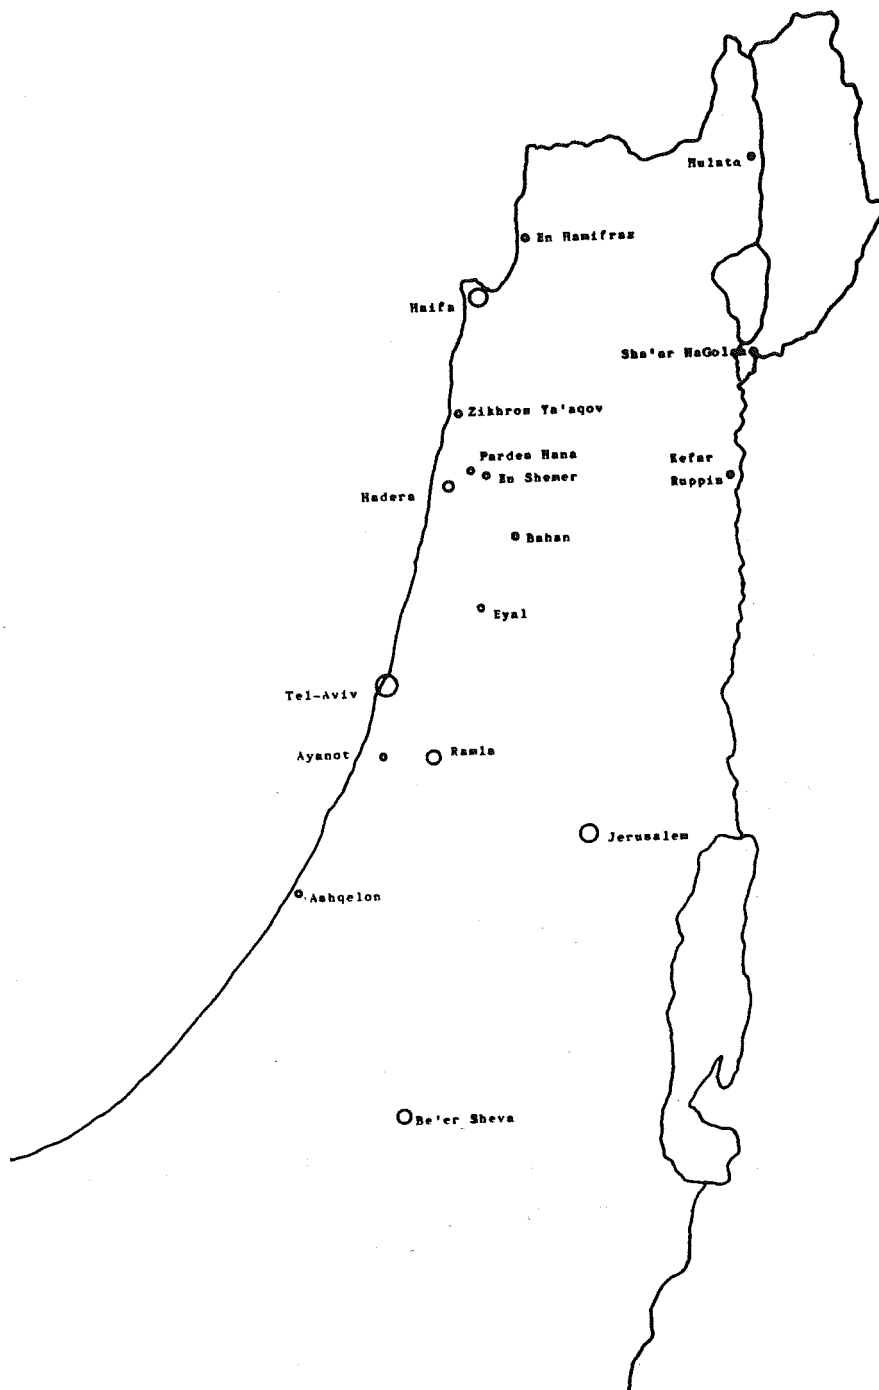 Hulata
En Hamifraz
Haifa
Sha'ar HaGolan
Zikhron Ya'aqov
Pardes Hana
En Shemer
Kefar
Ruppin
Hadera
Bahan
Eyal
Tel-Aviv
Ayanot
Ramla
Jerusalem
Ashqelon
Be'er Sheva